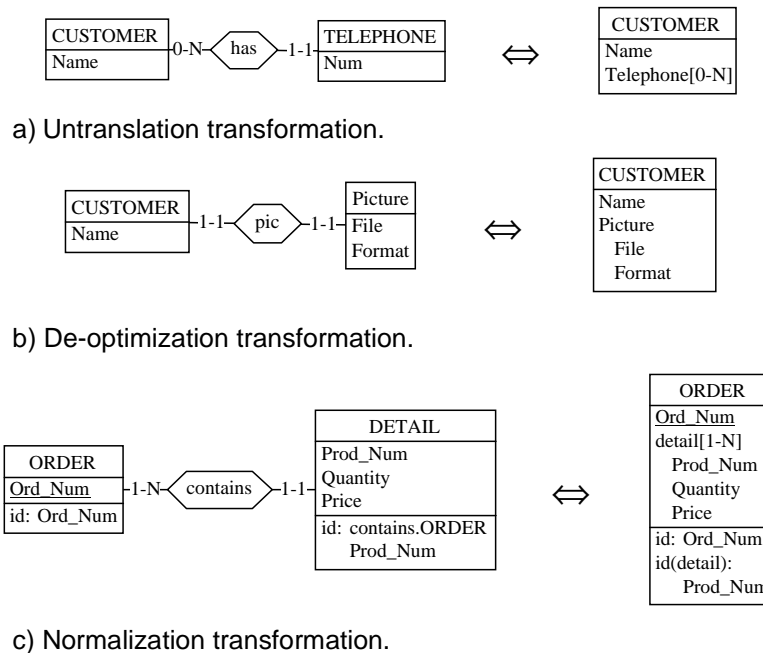 CUSTOMER
Name
0-N
has
1-1
TELEPHONE
Num
⇔
CUSTOMER
Name
Telephone[0-N]
a) Untranslation transformation.
CUSTOMER
Name
1-1
pic
1-1
Picture
File
Format
⇔
CUSTOMER
Name
Picture
File
Format
b) De-optimization transformation.
ORDER
Ord_Num
id: Ord_Num
1-N
contains
1-1
DETAIL
Prod_Num
Quantity
Price
id: contains.ORDER
Prod_Num
⇔
ORDER
Ord_Num
detail[1-N]
Prod_Num
Quantity
Price
id: Ord_Num
id(detail):
Prod_Num
c) Normalization transformation.